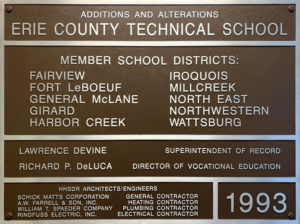 ADDITIONS AND ALTERATIONS
ERIE COUNTY TECHNICAL SCHOOL
MEMBER SCHOOL DISTRICTS:
FAIRVIEW IROQUOIS
FORT LeBOEUF MILLCREEK
GENERAL McLANE NORTH EAST
GIRARD NORTHWESTERN
HARBOR CREEK WATTSBURG
LAWRENCE DEVINE SUPERINTENDENT OF RECORD
RICHARD P. DeLUCA DIRECTOR OF VOCATIONAL EDUCATION
HHSDR ARCHITECTS/ENGINEERS
SCHICK MATTS CORPORATION GENERAL CONTRACTOR
A.W. FARRELL & SON, INC. HEATING CONTRACTOR
WILLIAM T. SPAEDER COMPANY PLUMBING CONTRACTOR
RINDFUSS ELECTRIC, INC. ELECTRICAL CONTRACTOR
1993